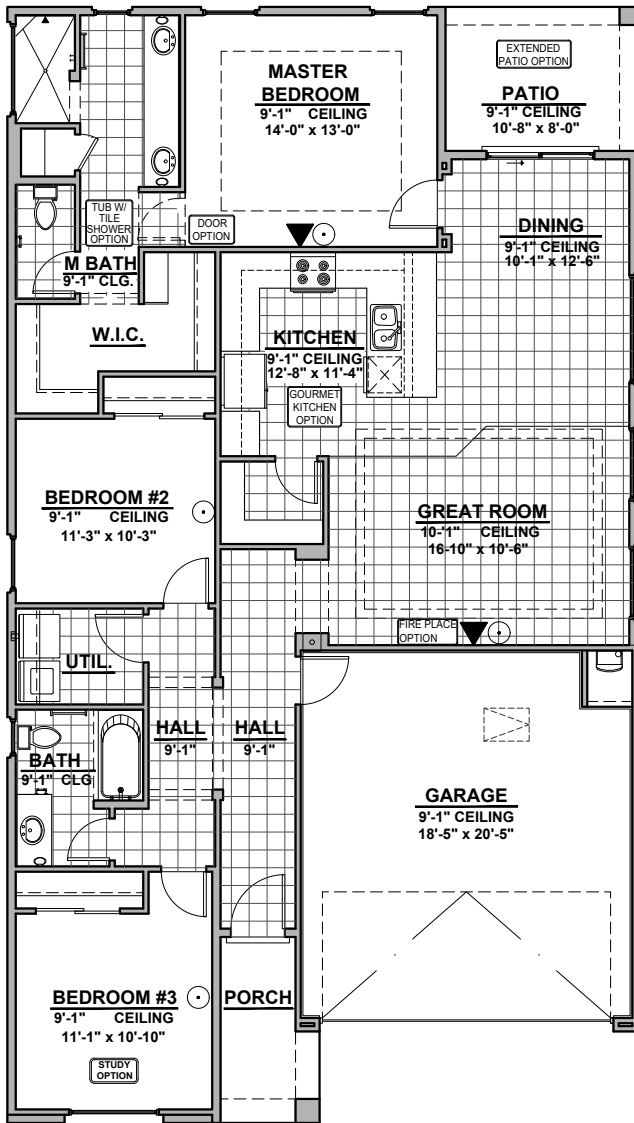 MASTER
BEDROOM
9'-1" CEILING
14'-0" x 13'-0"
EXTENDED
PATIO OPTION
PATIO
9'-1" CEILING
10'-8" x 8'-0"
TUB W/
TILE
SHOWER
OPTION
DOOR
OPTION
DINING
9'-1" CEILING
10'-1" x 12'-6"
M BATH
9'-1" CLG.
W.I.C.
KITCHEN
9'-1" CEILING
12'-8" x 11'-4"
GOURMET
KITCHEN
OPTION
BEDROOM #2
9'-1" CEILING
11'-3" x 10'-3"
GREAT ROOM
10-'1" CEILING
16-10" x 10'-6"
FIRE PLACE
OPTION
UTIL.
HALL
9'-1"
HALL
9'-1"
BATH
9'-1" CLG
GARAGE
9'-1" CEILING
18'-5" x 20'-5"
BEDROOM #3
9'-1" CEILING
11'-1" x 10'-10"
STUDY
OPTION
PORCH